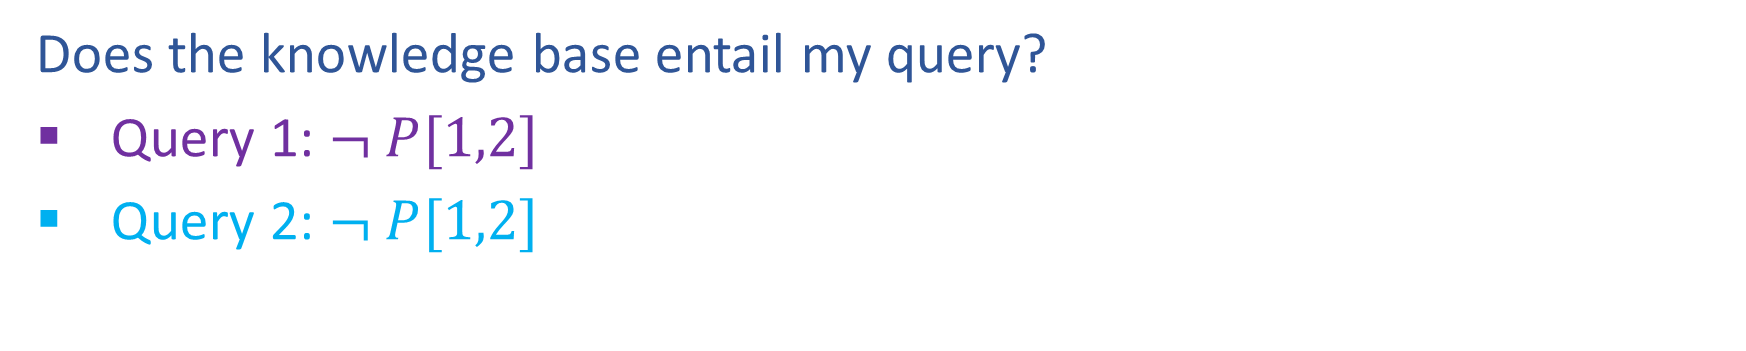 Does the knowledge base entail my query?
▪ Query 1: ¬ P[1,2]
▪ Query 2: ¬ P[1,2]